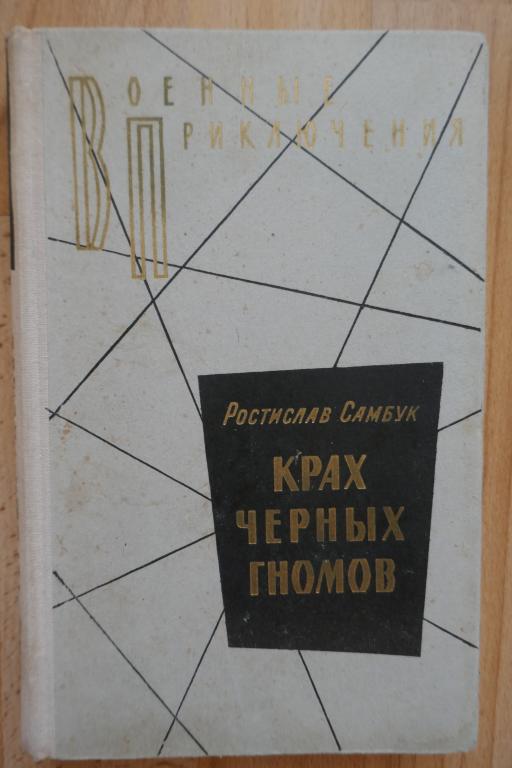 ВОЕННЫЕ
ПРИКЛЮЧЕНИЯ
РОСТИСЛАВ САМБУК
КРАХ
ЧЕРНЫХ
ГНОМОВ